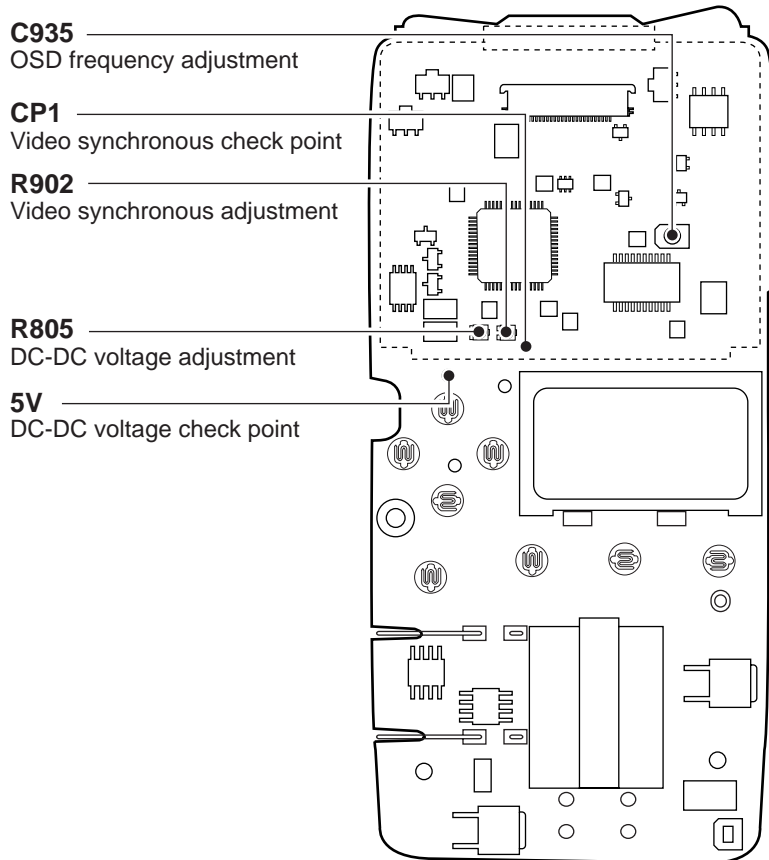 C935
OSD frequency adjustment
CP1
Video synchronous check point
R902
Video synchronous adjustment
R805
DC-DC voltage adjustment
5V
DC-DC voltage check point